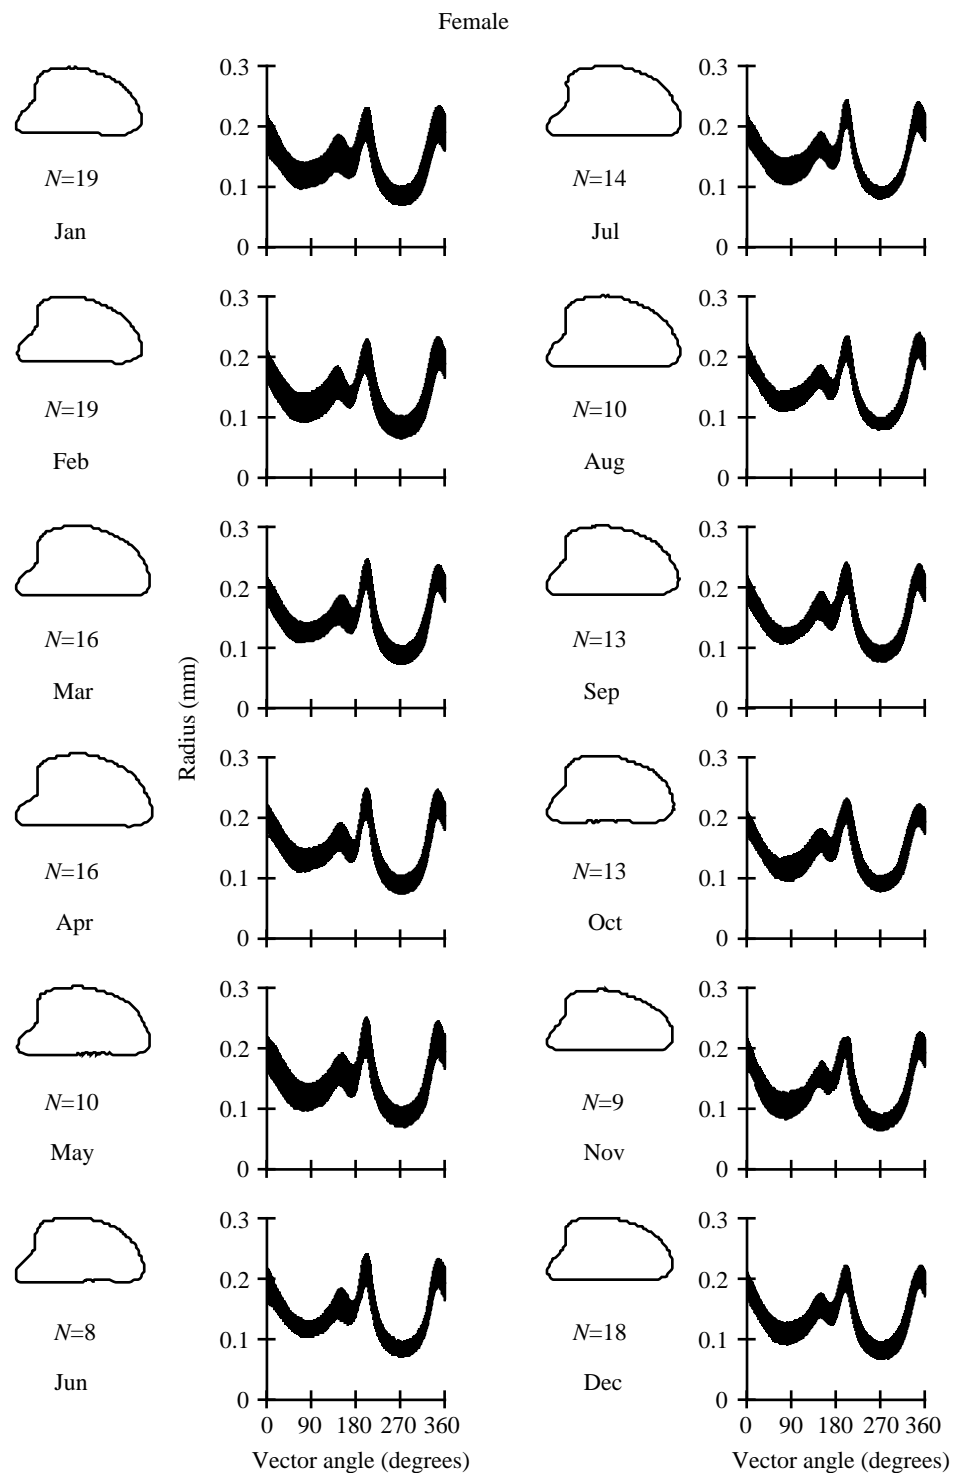 Female
0.3
0.2
0.1
0
N=19
Jan
0.3
0.2
0.1
0
N=14
Jul
0.3
0.2
0.1
0
N=19
Feb
0.3
0.2
0.1
0
N=10
Aug
0.3
0.2
0.1
0
N=16
Mar
0.3
0.2
0.1
0
N=13
Sep
Radius (mm)
0.3
0.2
0.1
0
N=16
Apr
0.3
0.2
0.1
0
N=13
Oct
0.3
0.2
0.1
0
N=10
May
0.3
0.2
0.1
0
N=9
Nov
0.3
0.2
0.1
0
N=8
Jun
0.3
0.2
0.1
0
N=18
Dec
0 90 180 270 360
Vector angle (degrees)
0 90 180 270 360
Vector angle (degrees)